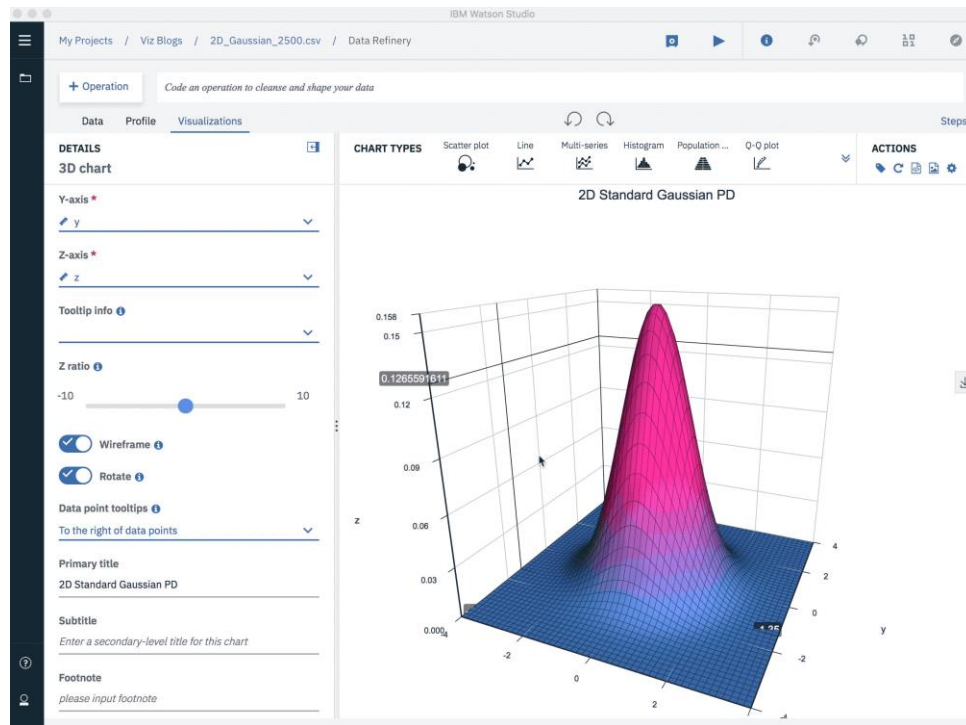 IBM Watson Studio
My Projects / Viz Blogs / 2D_Gaussian_2500.csv / Data Refinery
+ Operation
Code an operation to cleanse and shape your data
Data Profile Visualizations
Steps
DETAILS
3D chart
Y-axis *
y
Z-axis *
z
Tooltip info
Z ratio
-10 10
Wireframe
Rotate
Data point tooltips
To the right of data points
Primary title
2D Standard Gaussian PD
Subtitle
Enter a secondary-level title for this chart
Footnote
please input footnote
CHART TYPES
Scatter plot Line Multi-series Histogram Population ... Q-Q plot
ACTIONS
2D Standard Gaussian PD
0.158
0.15
0.1265591611
0.12
0.09
0.06
0.03
0.000
z
-4
-2
0
2
4
2
0
-2
-4
y